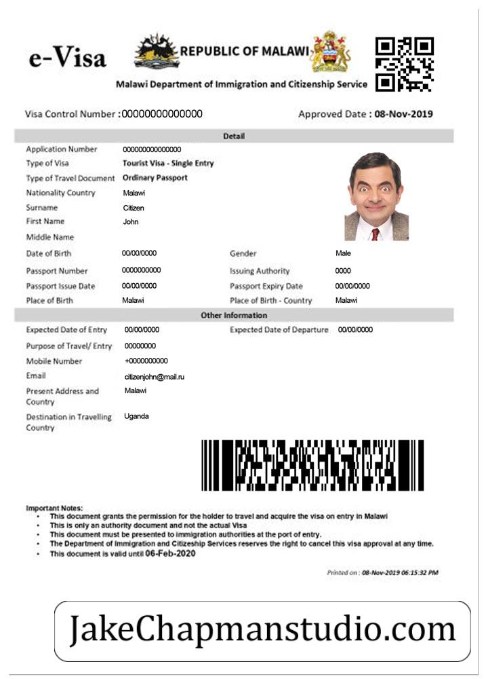 e-Visa
REPUBLIC OF MALAWI
Malawi Department of Immigration and Citizenship Service
Visa Control Number :00000000000000 Approved Date : 08-Nov-2019
Detail
Application Number 000000000000000
Type of Visa Tourist Visa - Single Entry
Type of Travel Document Ordinary Passport
Nationality Country Malawi
Surname Citizen
First Name John
Middle Name
Date of Birth 00/00/0000 Gender Male
Passport Number 0000000000 Issuing Authority 0000
Passport Issue Date 00/00/0000 Passport Expiry Date 00/00/0000
Place of Birth Malawi Place of Birth - Country Malawi
Other Information
Expected Date of Entry 00/00/0000 Expected Date of Departure 00/00/0000
Purpose of Travel/ Entry 00000000
Mobile Number +0000000000
Email citizenjohn@mail.ru
Present Address and Malawi
Country
Destination in Travelling Uganda
Country
Important Notes:
• This document grants the permission for the holder to travel and acquire the visa on entry in Malawi
• This is only an authority document and not the actual Visa
• This document must be presented to immigration authorities at the port of entry.
• The Department of Immigration and Citizeship Services reserves the right to cancel this visa approval at any time.
• This document is valid until 06-Feb-2020
Printed on : 08-Nov-2019 06:15:32 PM
JakeChapmanstudio.com